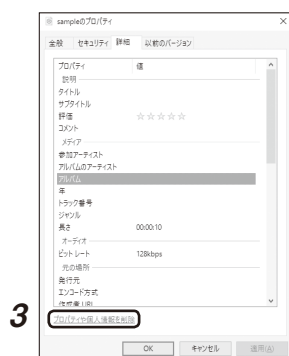 sampleのプロパティ
全般 セキュリティ 詳細 以前のバージョン
プロパティ 値
説明
タイトル
サブタイトル
評価 ☆☆☆☆☆
コメント
メディア
参加アーティスト
アルバムのアーティスト
アルバム
年
トラック番号
ジャンル
長さ 00:00:10
オーディオ
ビットレート 128kbps
元の場所
発行元
エンコード方式
作成者 URL
3 プロパティや個人情報を削除
OK キャンセル 適用(A)